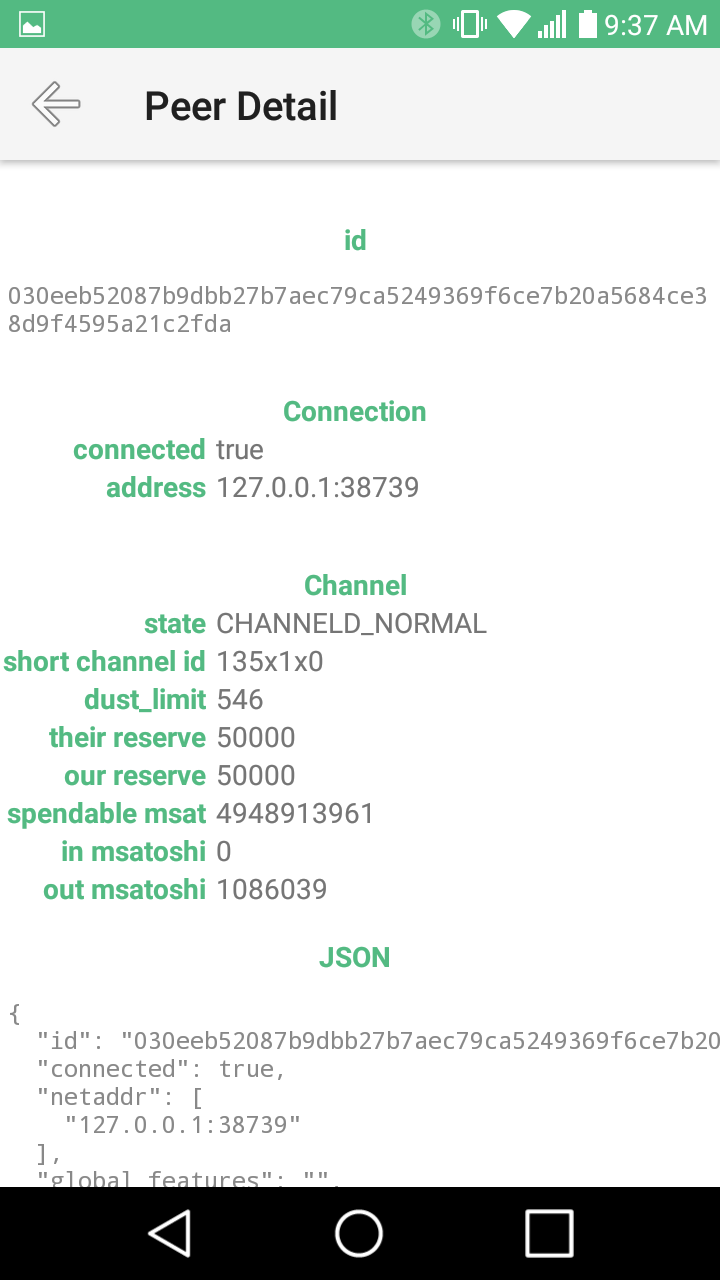 9:37 AM
Peer Detail
id
030eeb52087b9dbb27b7aec79ca5249369f6ce7b20a5684ce3
8d9f4595a21c2fda
Connection
connected true
address 127.0.0.1:38739
Channel
state CHANNELD_NORMAL
short channel id 135x1x0
dust_limit 546
their reserve 50000
our reserve 50000
spendable msat 4948913961
in msatoshi 0
out msatoshi 1086039
JSON
{
"id": "030eeb52087b9dbb27b7aec79ca5249369f6ce7b20
"connected": true,
"netaddr": [
"127.0.0.1:38739"
],
"global_features": "",